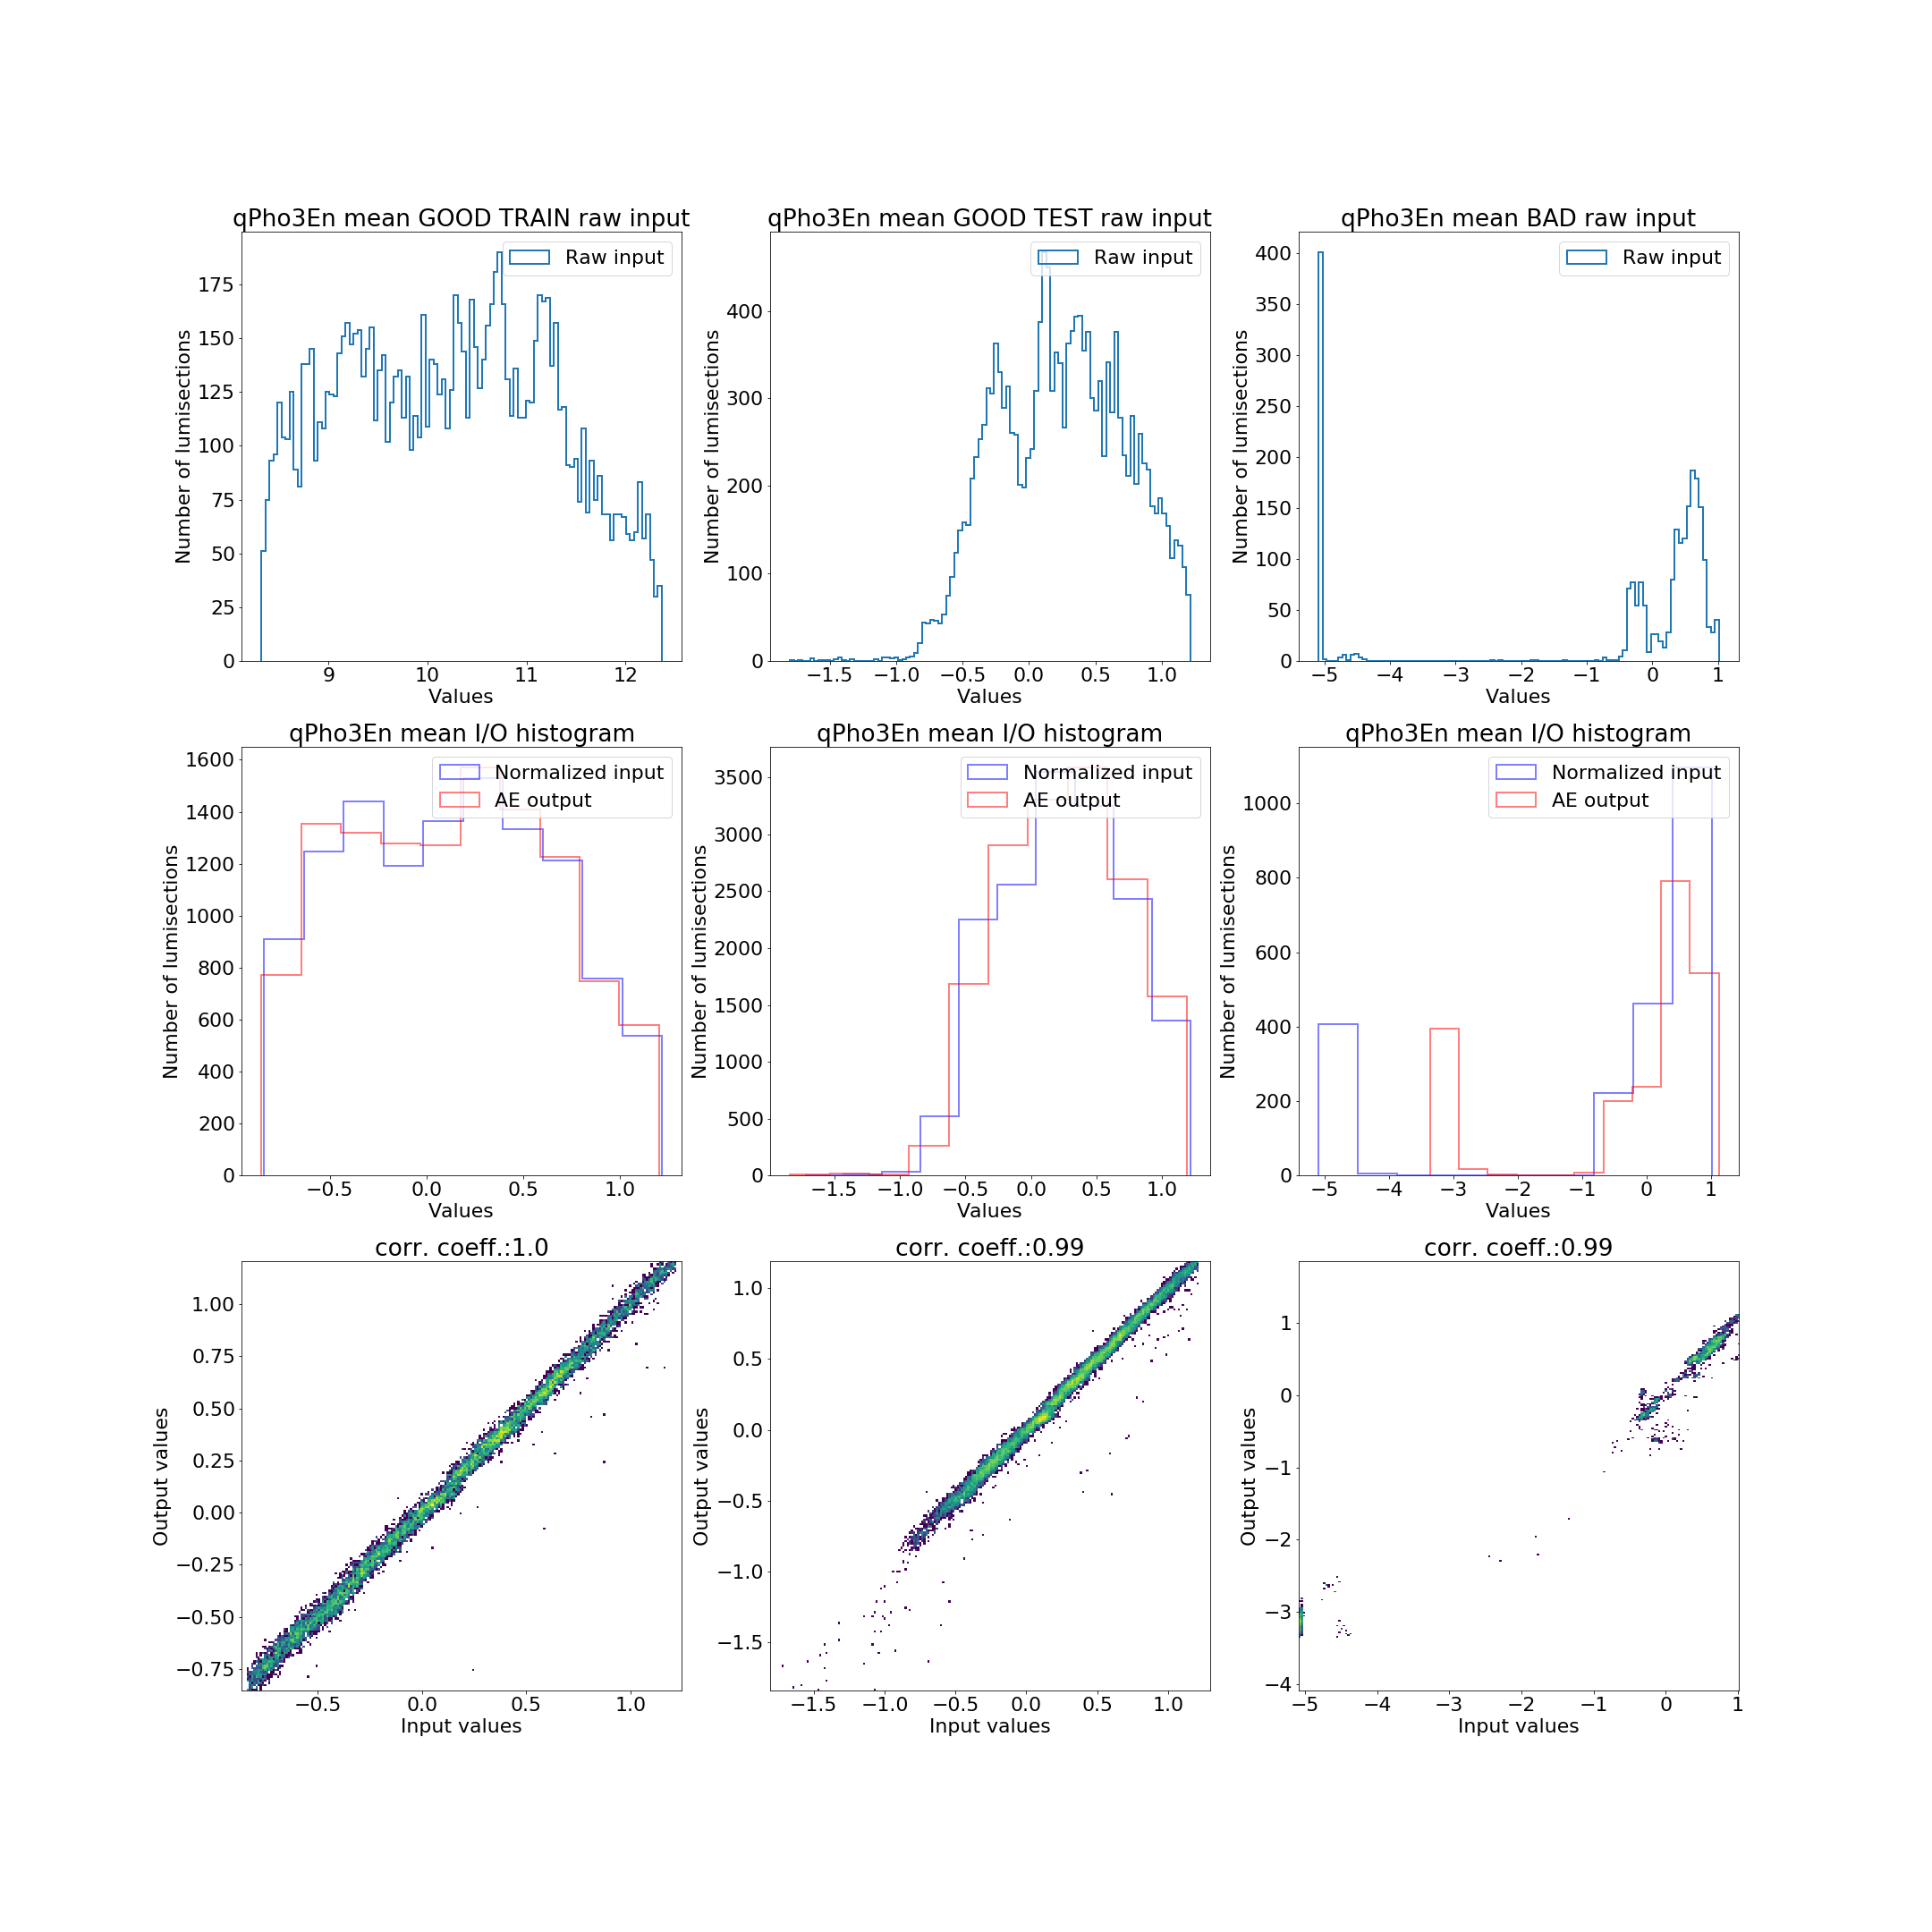 qPho3En mean GOOD TRAIN raw input
Raw input
175
150
125
100
75
50
25
0
Number of lumisections
9 10 11 12
Values
qPho3En mean GOOD TEST raw input
Raw input
400
300
200
100
0
Number of lumisections
−1.5 −1.0 −0.5 0.0 0.5 1.0
Values
qPho3En mean BAD raw input
Raw input
400
350
300
250
200
150
100
50
0
Number of lumisections
−5 −4 −3 −2 −1 0 1
Values
qPho3En mean I/O histogram
Normalized input
AE output
1600
1400
1200
1000
800
600
400
200
0
Number of lumisections
−0.5 0.0 0.5 1.0
Values
qPho3En mean I/O histogram
Normalized input
AE output
3500
3000
2500
2000
1500
1000
500
0
Number of lumisections
−1.5 −1.0 −0.5 0.0 0.5 1.0
Values
qPho3En mean I/O histogram
Normalized input
AE output
1000
800
600
400
200
0
Number of lumisections
−5 −4 −3 −2 −1 0 1
Values
corr. coeff.:1.0
1.00
0.75
0.50
0.25
0.00
−0.25
−0.50
−0.75
Output values
−0.5 0.0 0.5 1.0
Input values
corr. coeff.:0.99
1.0
0.5
0.0
−0.5
−1.0
−1.5
Output values
−1.5 −1.0 −0.5 0.0 0.5 1.0
Input values
corr. coeff.:0.99
1
0
−1
−2
−3
−4
Output values
−5 −4 −3 −2 −1 0 1
Input values